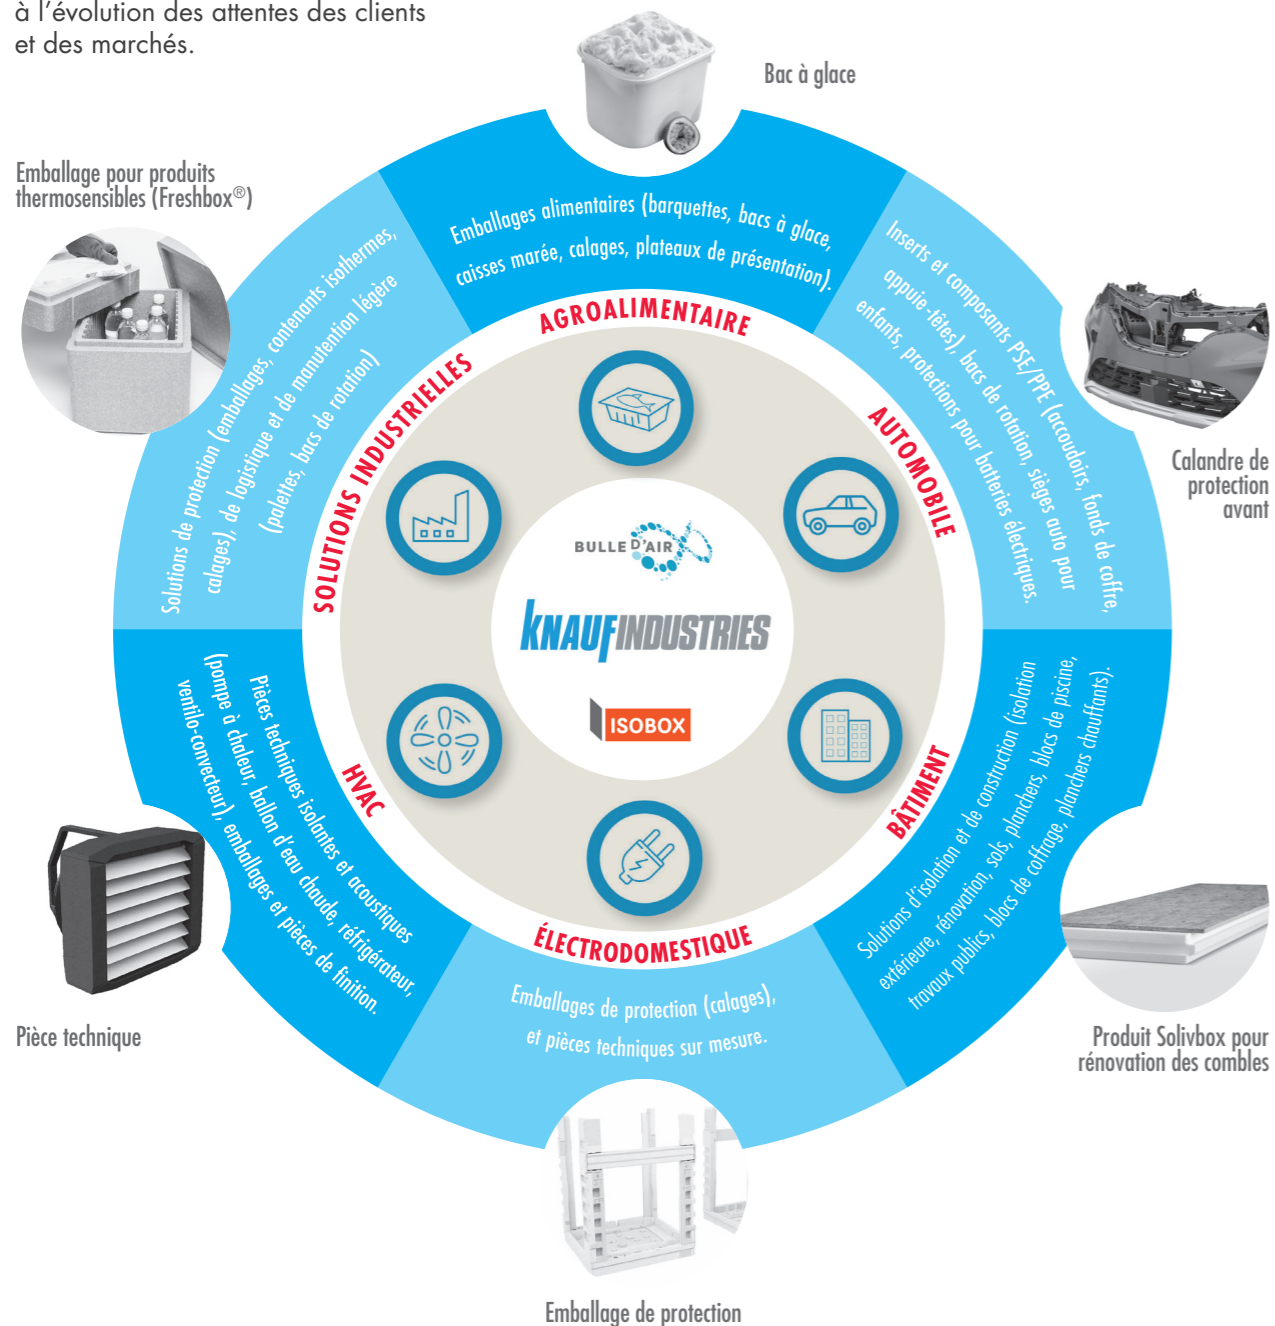 à l'évolution des attentes des clients
et des marchés.
Bac à glace
Emballage pour produits
thermosensibles (Freshbox®)
Emballages alimentaires (barquettes, bacs à glace,
caisses marée, calages, plateaux de présentation).
AGROALIMENTAIRE
Inserts et composants PSE/PPE (accoudoirs, fonds de coffre,
appuie-têtes), bacs de rotation, sièges auto pour
enfants, protections pour batteries électriques.
AUTOMOBILE
Calandre de
protection
avant
Solutions de protection (emballages, contenants isothermes,
calages), de logistique et de manutention légère
(palettes, bacs de rotation)
SOLUTIONS INDUSTRIELLES
BULLE D'AIR
KNAUF INDUSTRIES
ISOBOX
Pièces techniques isolantes et acoustiques
(pompe à chaleur, ballon d'eau chaude, réfrigérateur,
ventilo-convecteur), emballages et pièces de finition.
HVAC
Solutions d'isolation et de construction (isolation
extérieure, rénovation, sols, planchers, blocs de piscine,
travaux publics, blocs de coffrage, planchers chauffants).
BÂTIMENT
ÉLECTRODOMESTIQUE
Emballages de protection (calages),
et pièces techniques sur mesure.
Pièce technique
Produit Solivbox pour
rénovation des combles
Emballage de protection